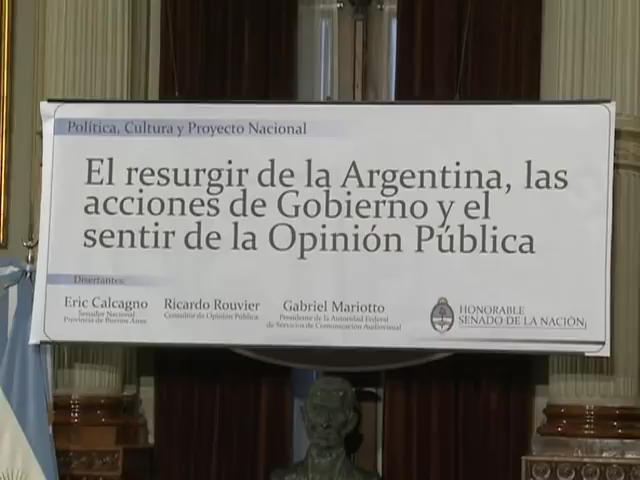 Política, Cultura y Proyecto Nacional
El resurgir de la Argentina, las
acciones de Gobierno y el
sentir de la Opinión Pública
Disertantes:
Eric Calcagno
Senador Nacional
Provincia de Buenos Aires
Ricardo Rouvier
Consultor de Opinión Pública
Gabriel Mariotto
Presidente de la Autoridad Federal
de Servicios de Comunicación Audiovisual
HONORABLE
SENADO DE LA NACIÓN